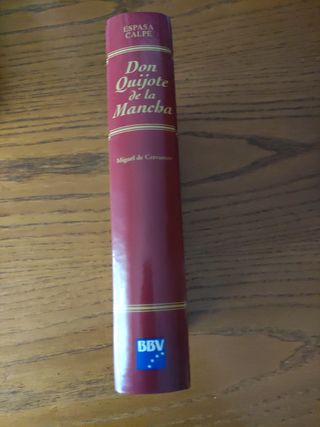 ESPASA
CALPE
Don
Quijote
de la
Mancha
Miguel de Cervantes
BBV